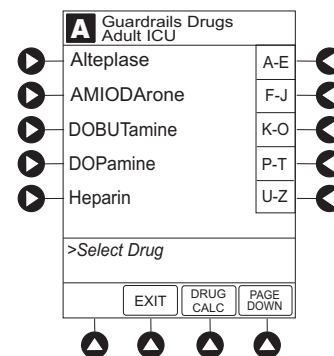 A Guardrails Drugs
Adult ICU
Alteplase A-E
AMIODArone F-J
DOBUTamine K-O
DOPamine P-T
Heparin U-Z
>Select Drug
EXIT DRUG CALC PAGE DOWN